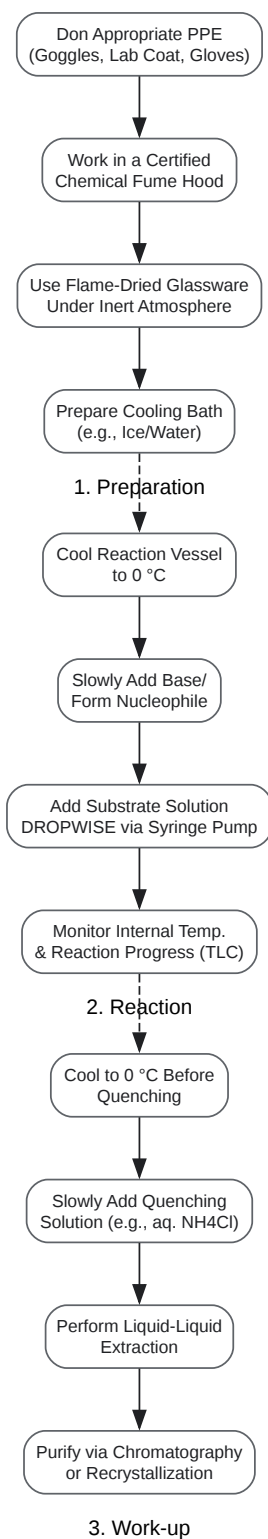 Don Appropriate PPE
(Goggles, Lab Coat, Gloves)
Work in a Certified
Chemical Fume Hood
Use Flame-Dried Glassware
Under Inert Atmosphere
Prepare Cooling Bath
(e.g., Ice/Water)
1. Preparation
Cool Reaction Vessel
to 0 °C
Slowly Add Base/
Form Nucleophile
Add Substrate Solution
DROPWISE via Syringe Pump
Monitor Internal Temp.
& Reaction Progress (TLC)
2. Reaction
Cool to 0 °C Before
Quenching
Slowly Add Quenching
Solution (e.g., aq. NH4Cl)
Perform Liquid-Liquid
Extraction
Purify via Chromatography
or Recrystallization
3. Work-up